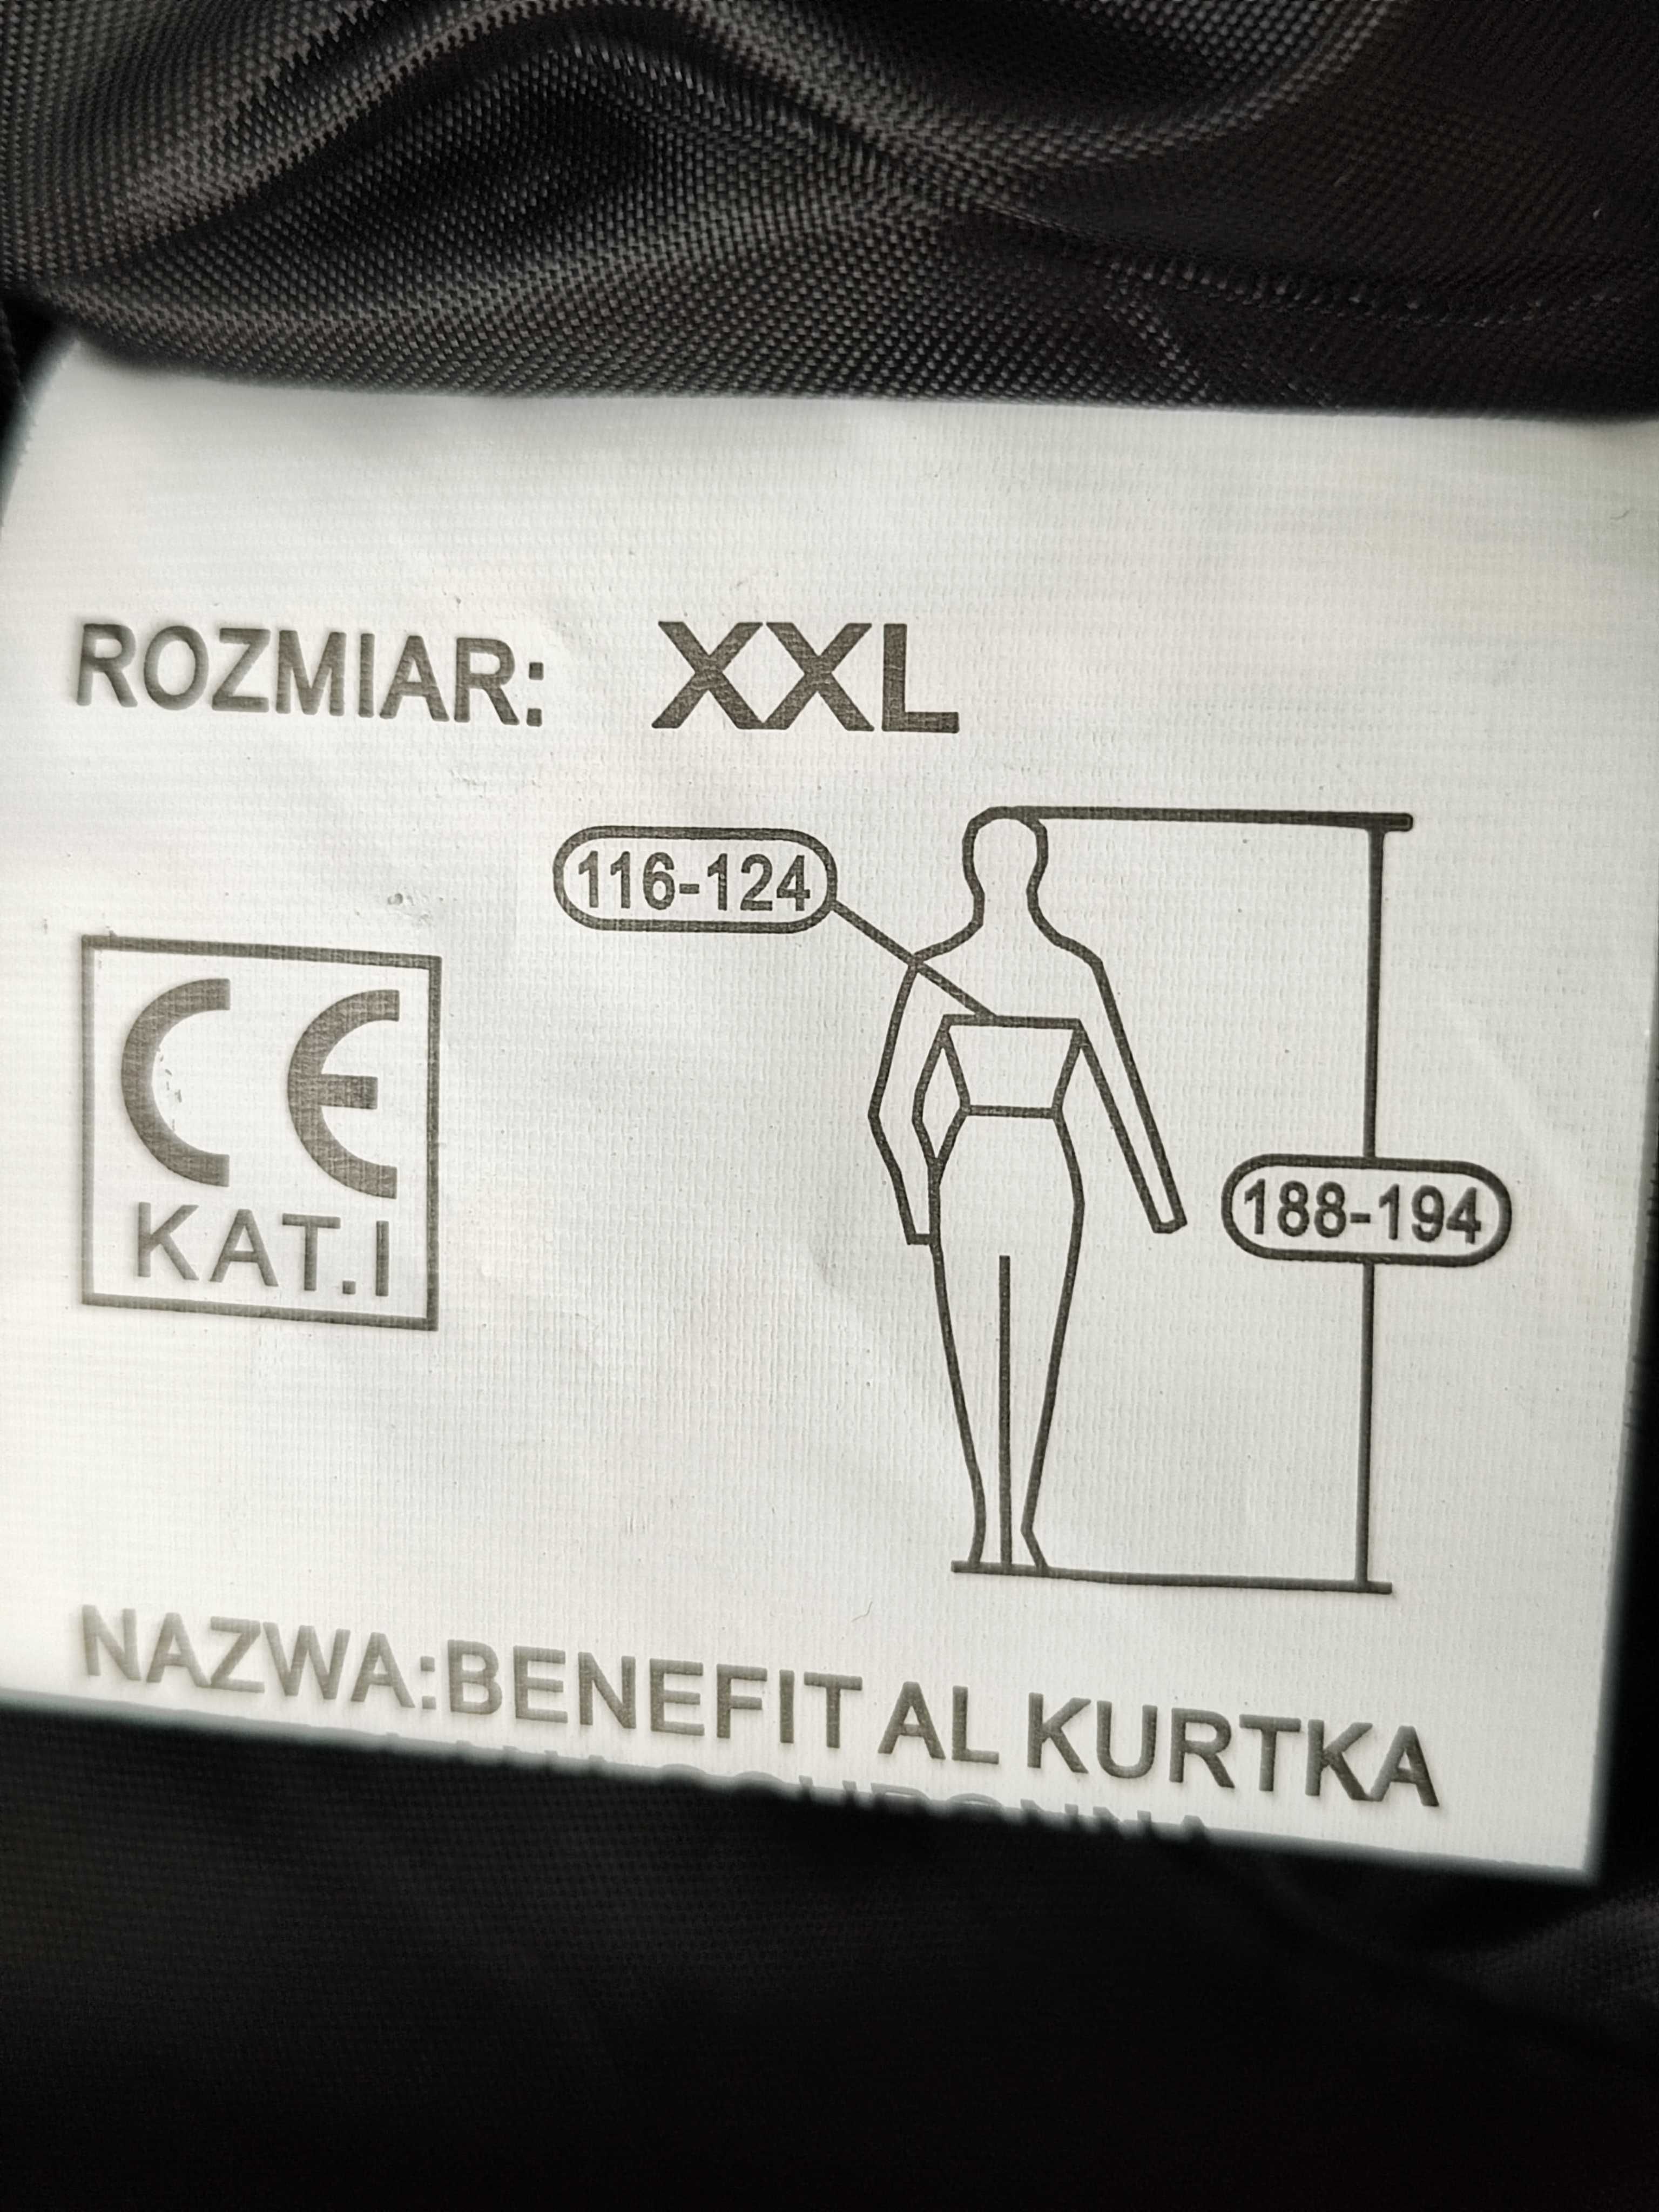 ROZMIAR: XXL
116-124
CE
KAT.I
188-194
NAZWA:BENEFIT AL KURTKA